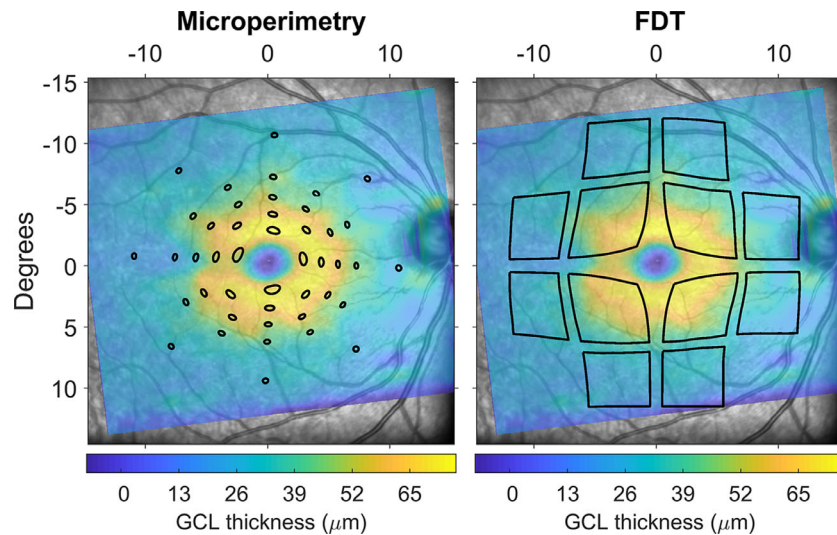 Microperimetry
FDT
-10 0 10
-10 0 10
-15
-10
-5
0
5
10
Degrees
0 13 26 39 52 65
0 13 26 39 52 65
GCL thickness (μm)
GCL thickness (μm)